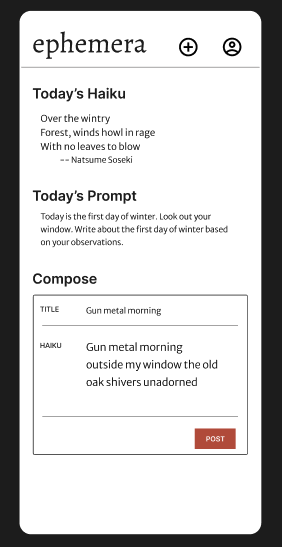 ephemera
Today's Haiku
Over the wintry
Forest, winds howl in rage
With no leaves to blow
-- Natsume Soseki
Today's Prompt
Today is the first day of winter. Look out your
window. Write about the first day of winter based
on your observations.
Compose
TITLE Gun metal morning
HAIKU Gun metal morning
outside my window the old
oak shivers unadorned
POST